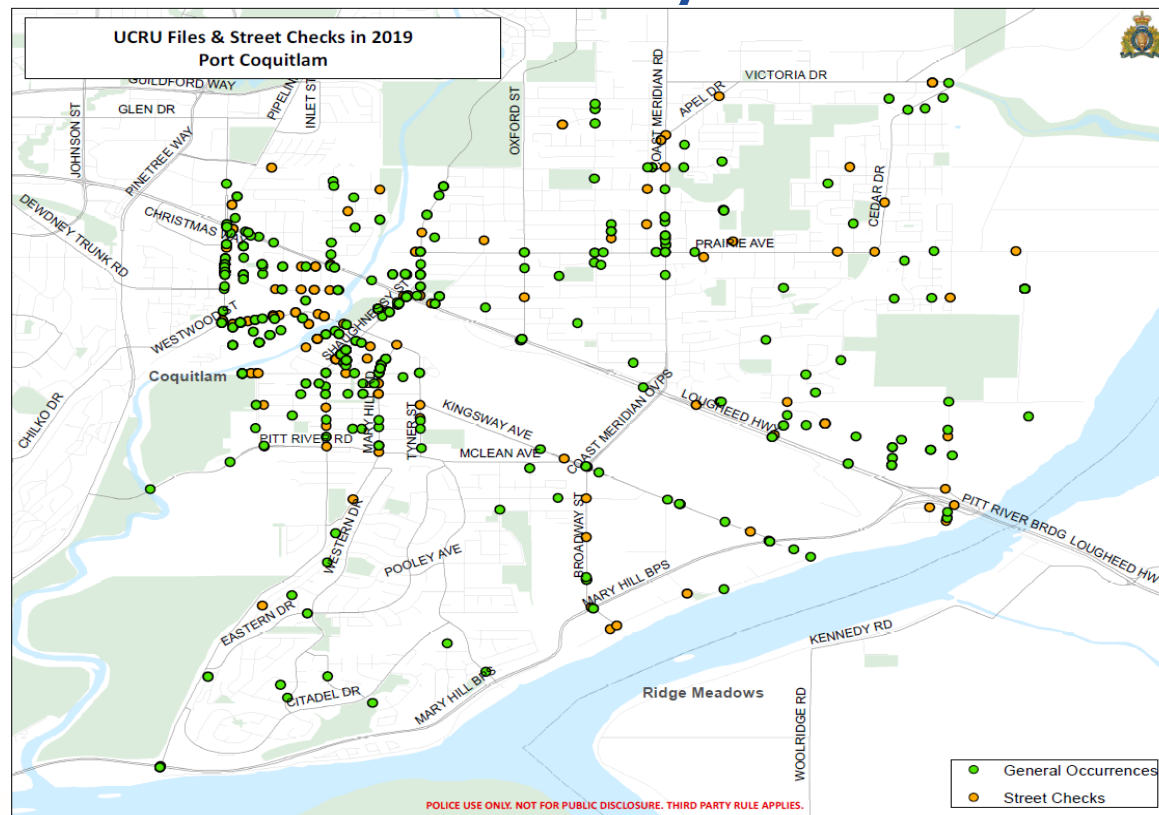 UCRU Files & Street Checks in 2019
Port Coquitlam
GUILDFORD WAY
GLEN DR
JOHNSON ST
PINETREE WAY
INLET ST
OXFORD ST
COAST MERIDIAN RD
APEL DR
VICTORIA DR
CEDAR DR
DEWDNEY TRUNK RD
CHRISTMAS
PRAIRIE AVE
WESTWOOD ST
SHAUGHNESSY ST
Coquitlam
CHILKO DR
MARY HILL RD
TYNER ST
KINGSWAY AVE
COAST MERIDIAN OVPS
LOUGHEED HWY
PITT RIVER RD
MCLEAN AVE
PITT RIVER BRDG
LOUGHEED HW
WESTERN DR
POOLEY AVE
BROADWAY ST
MARY HILL BPS
EASTERN DR
KENNEDY RD
CITADEL DR
MARY HILL BPS
Ridge Meadows
WOOLRIDGE RD
General Occurrences
Street Checks
POLICE USE ONLY. NOT FOR PUBLIC DISCLOSURE. THIRD PARTY RULE APPLIES.